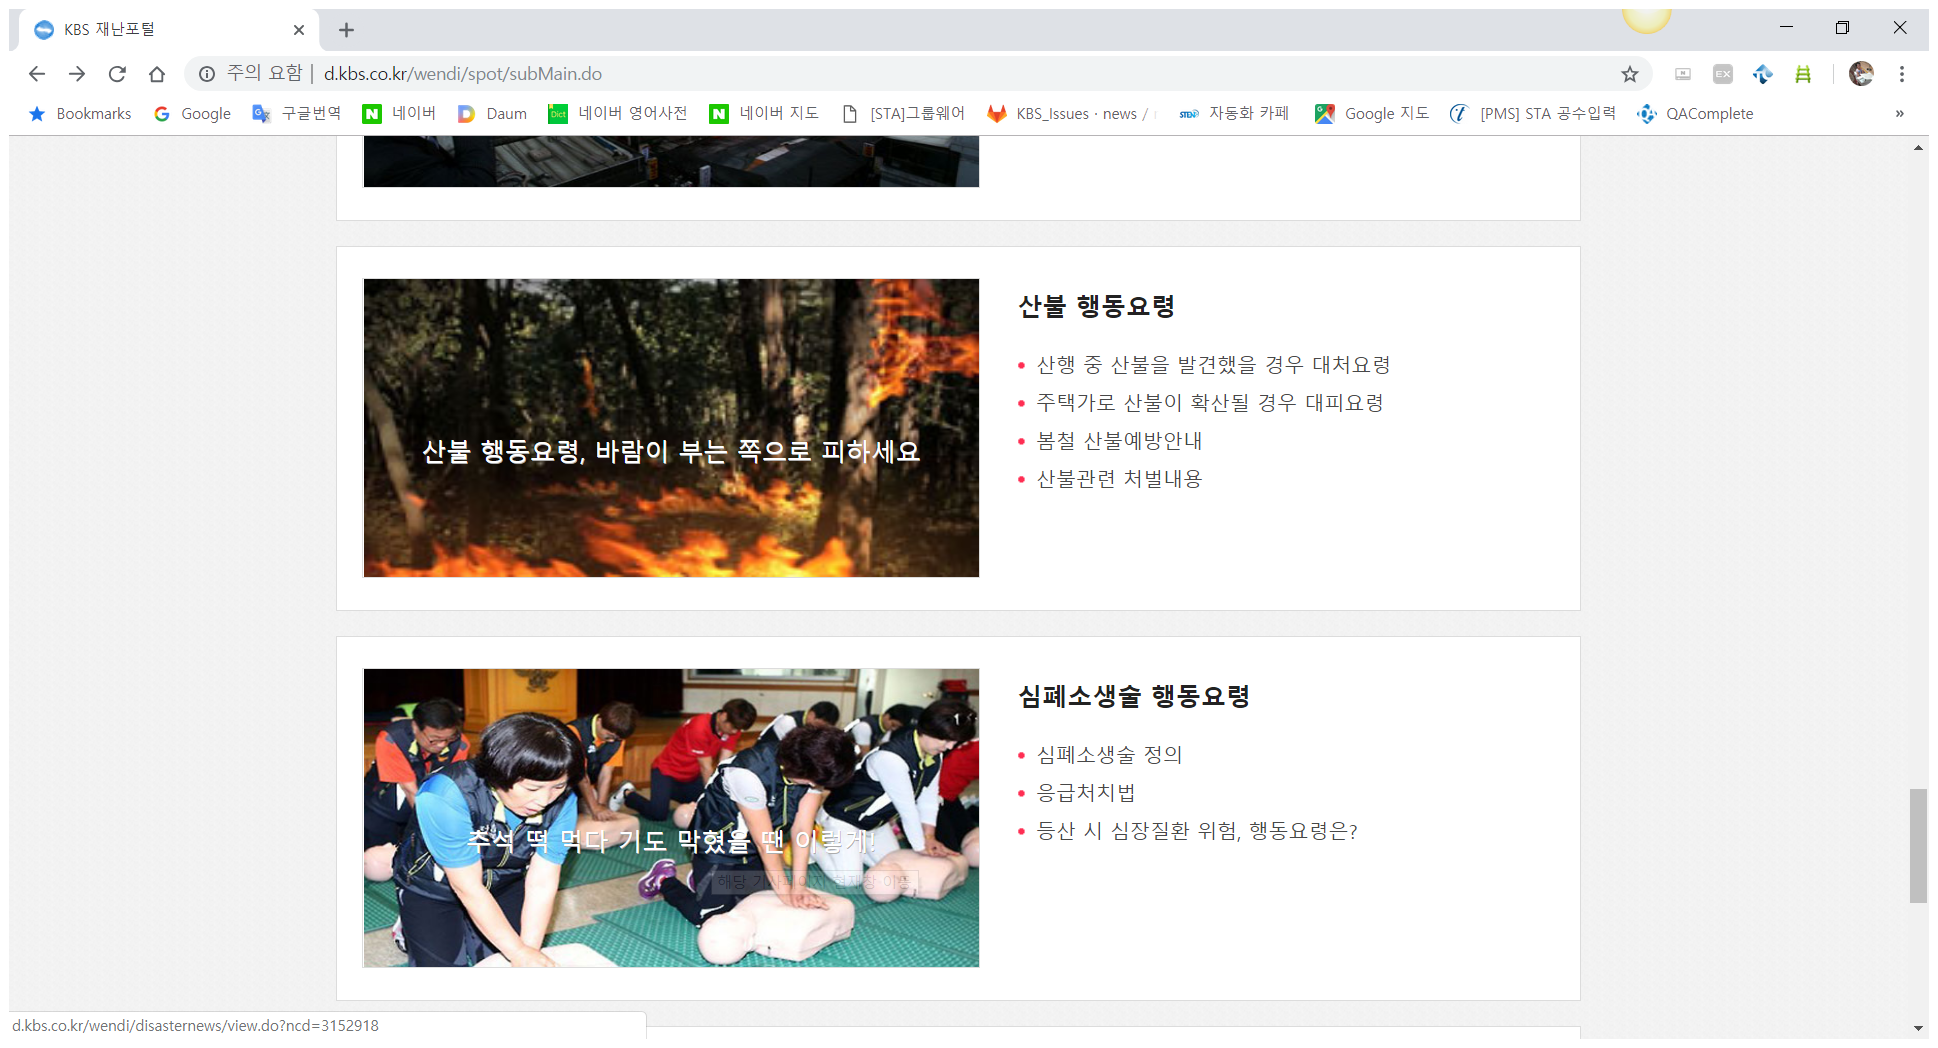 KBS 재난포털
주의 요함 | d.kbs.co.kr/wendi/spot/subMain.do
EX
Bookmarks Google 구글번역 네이버 Daum 네이버 영어사전 네이버 지도 [STA]그룹웨어 KBS_Issues · news / 자동화 카페 Google 지도 [PMS] STA 공수입력 QAComplete »
산불 행동요령, 바람이 부는 쪽으로 피하세요
산불 행동요령
산행 중 산불을 발견했을 경우 대처요령
주택가로 산불이 확산될 경우 대피요령
봄철 산불예방안내
산불관련 처벌내용
추석 떡 먹다 기도 막혔을 땐 이렇게!
해당 기사페이지 현재창 이동
심폐소생술 행동요령
심폐소생술 정의
응급처치법
등산 시 심장질환 위험, 행동요령은?
d.kbs.co.kr/wendi/disasternews/view.do?ncd=3152918